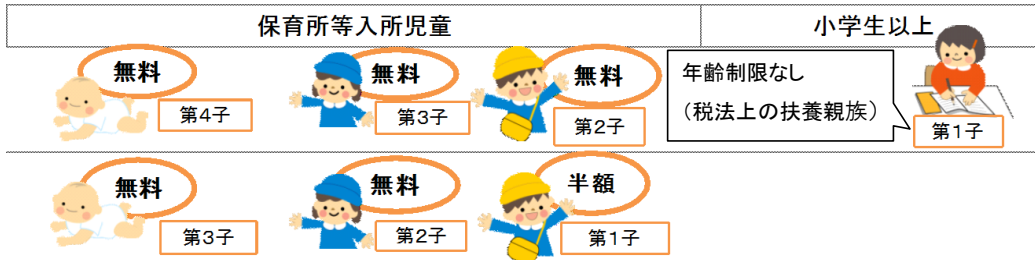 保育所等入所児童
小学生以上
無料
第4子
無料
第3子
無料
第2子
年齢制限なし
（税法上の扶養親族）
第1子
無料
第3子
無料
第2子
半額
第1子